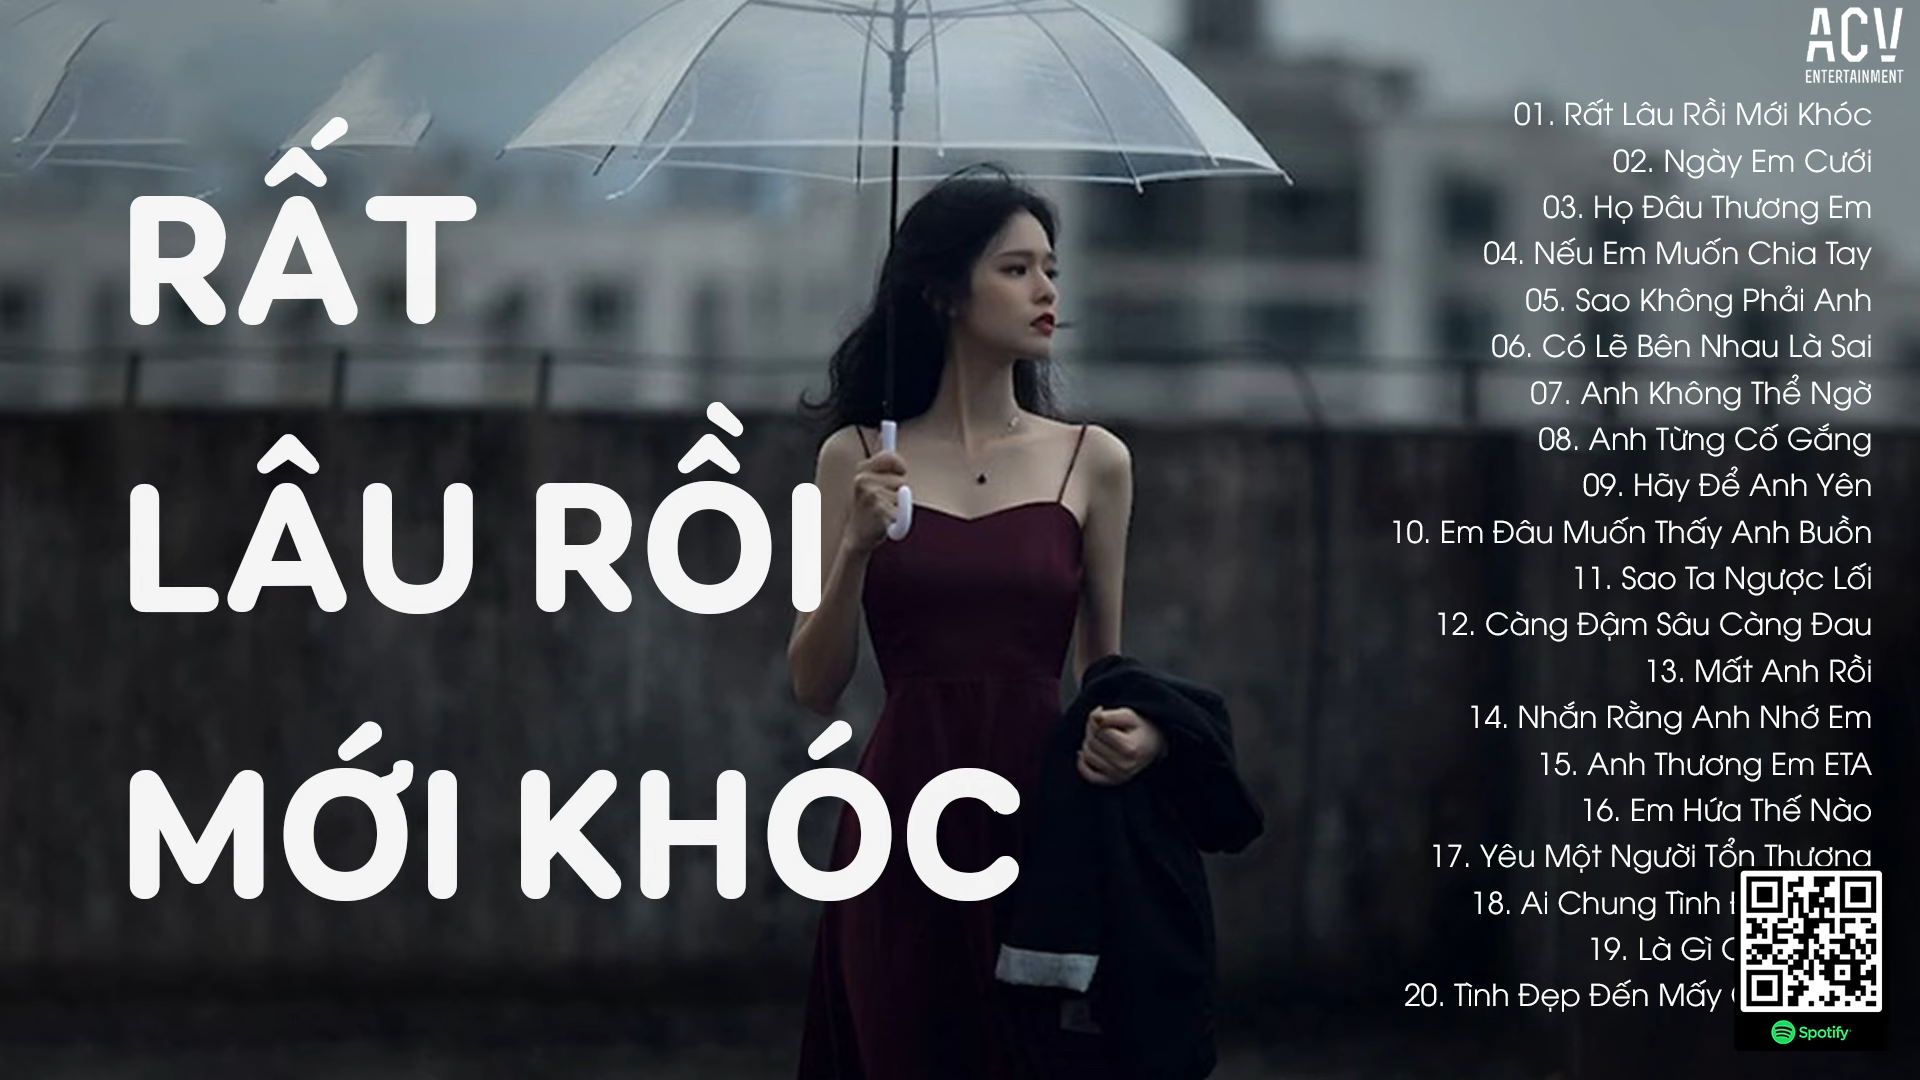 RẤT
LÂU RỒI
MỚI KHÓC
ACV
ENTERTAINMENT
01. Rất Lâu Rồi Mới Khóc
02. Ngày Em Cưới
03. Họ Đâu Thương Em
04. Nếu Em Muốn Chia Tay
05. Sao Không Phải Anh
06. Có Lẽ Bên Nhau Là Sai
07. Anh Không Thể Ngờ
08. Anh Từng Cố Gắng
09. Hãy Để Anh Yên
10. Em Đâu Muốn Thấy Anh Buồn
11. Sao Ta Ngược Lối
12. Càng Đậm Sâu Càng Đau
13. Mất Anh Rồi
14. Nhắn Rằng Anh Nhớ Em
15. Anh Thương Em ETA
16. Em Hứa Thế Nào
17. Yêu Một Người Tổn Thương
18. Ai Chung Tình
19. Là Gì
20. Tình Đẹp Đến Mấy
Spotify